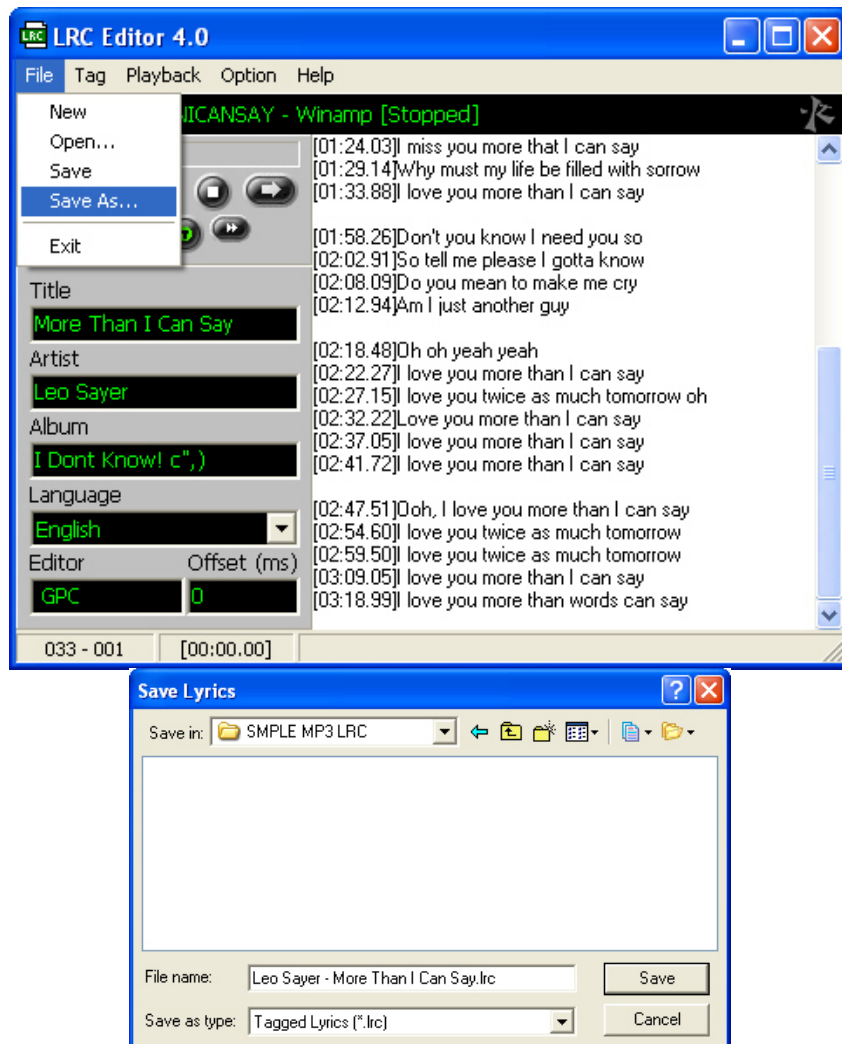 LRC Editor 4.0
File Tag Playback Option Help
NICANSAY - Winamp [Stopped]
New
Open...
Save
Save As...
Exit
Title
More Than I Can Say
Artist
Leo Sayer
Album
I Dont Know! c",)
Language
English
Editor Offset (ms)
GPC 0
[01:24.03]I miss you more that I can say
[01:29.14]Why must my life be filled with sorrow
[01:33.88]I love you more than I can say
[01:58.26]Don't you know I need you so
[02:02.91]So tell me please I gotta know
[02:08.09]Do you mean to make me cry
[02:12.94]Am I just another guy
[02:18.48]Oh oh yeah yeah
[02:22.27]I love you more than I can say
[02:27.15]I love you twice as much tomorrow oh
[02:32.22]Love you more than I can say
[02:37.05]I love you more than I can say
[02:41.72]I love you more than I can say
[02:47.51]Ooh, I love you more than I can say
[02:54.60]I love you twice as much tomorrow
[02:59.50]I love you twice as much tomorrow
[03:09.05]I love you more than I can say
[03:18.99]I love you more than words can say
033 - 001 [00:00.00]
Save Lyrics
Save in: SMPLE MP3 LRC
File name: Leo Sayer - More Than I Can Say.lrc Save
Save as type: Tagged Lyrics (*.lrc) Cancel